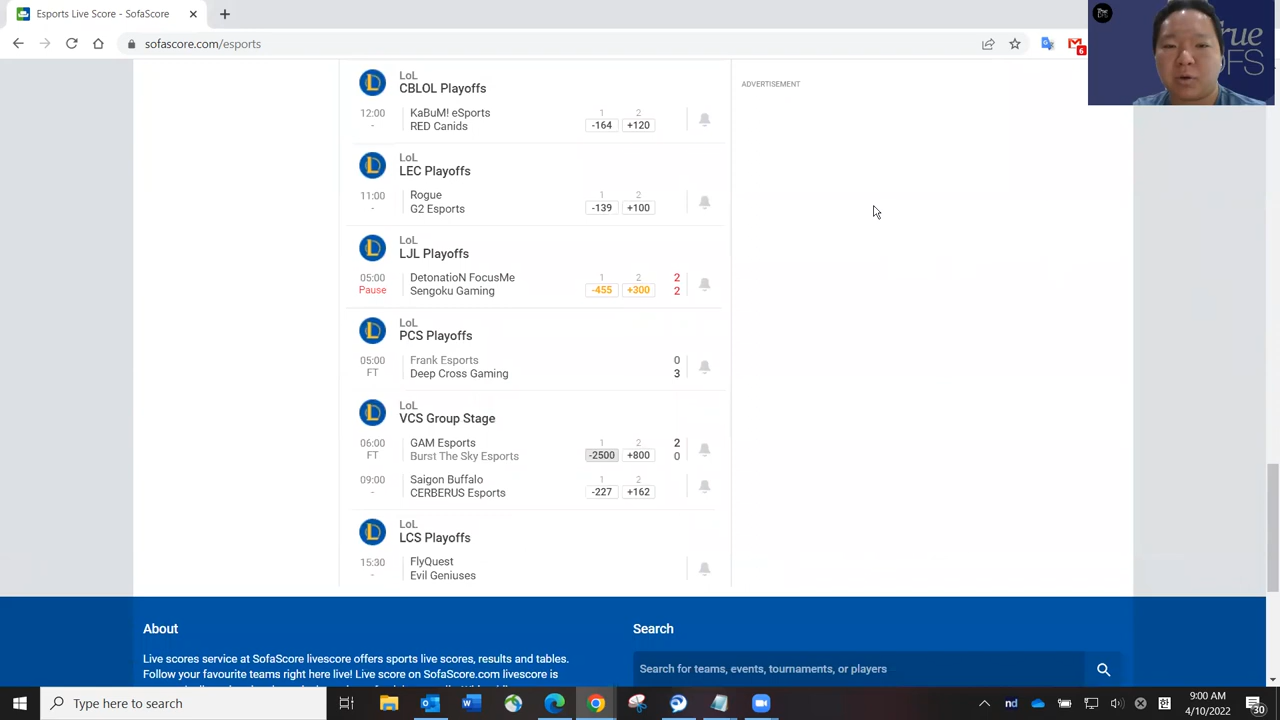 Esports Live Score - SofaScore
sofascore.com/esports
6
True
DFS
LoL
CBLOL Playoffs
ADVERTISEMENT
12:00
-
KaBuM! eSports
RED Canids
1
2
-164
+120
LoL
LEC Playoffs
11:00
-
Rogue
G2 Esports
1
2
-139
+100
LoL
LJL Playoffs
05:00
Pause
DetonatioN FocusMe
Sengoku Gaming
1
2
-455
+300
2
2
LoL
PCS Playoffs
05:00
FT
Frank Esports
Deep Cross Gaming
0
3
LoL
VCS Group Stage
06:00
FT
GAM Esports
Burst The Sky Esports
1
2
-2500
+800
2
0
09:00
-
Saigon Buffalo
CERBERUS Esports
1
2
-227
+162
LoL
LCS Playoffs
15:30
-
FlyQuest
Evil Geniuses
About
Search
Live scores service at SofaScore livescore offers sports live scores, results and tables.
Follow your favourite teams right here live! Live score on SofaScore.com livescore is
Search for teams, events, tournaments, or players
Type here to search
nd
9:00 AM
4/10/2022
30